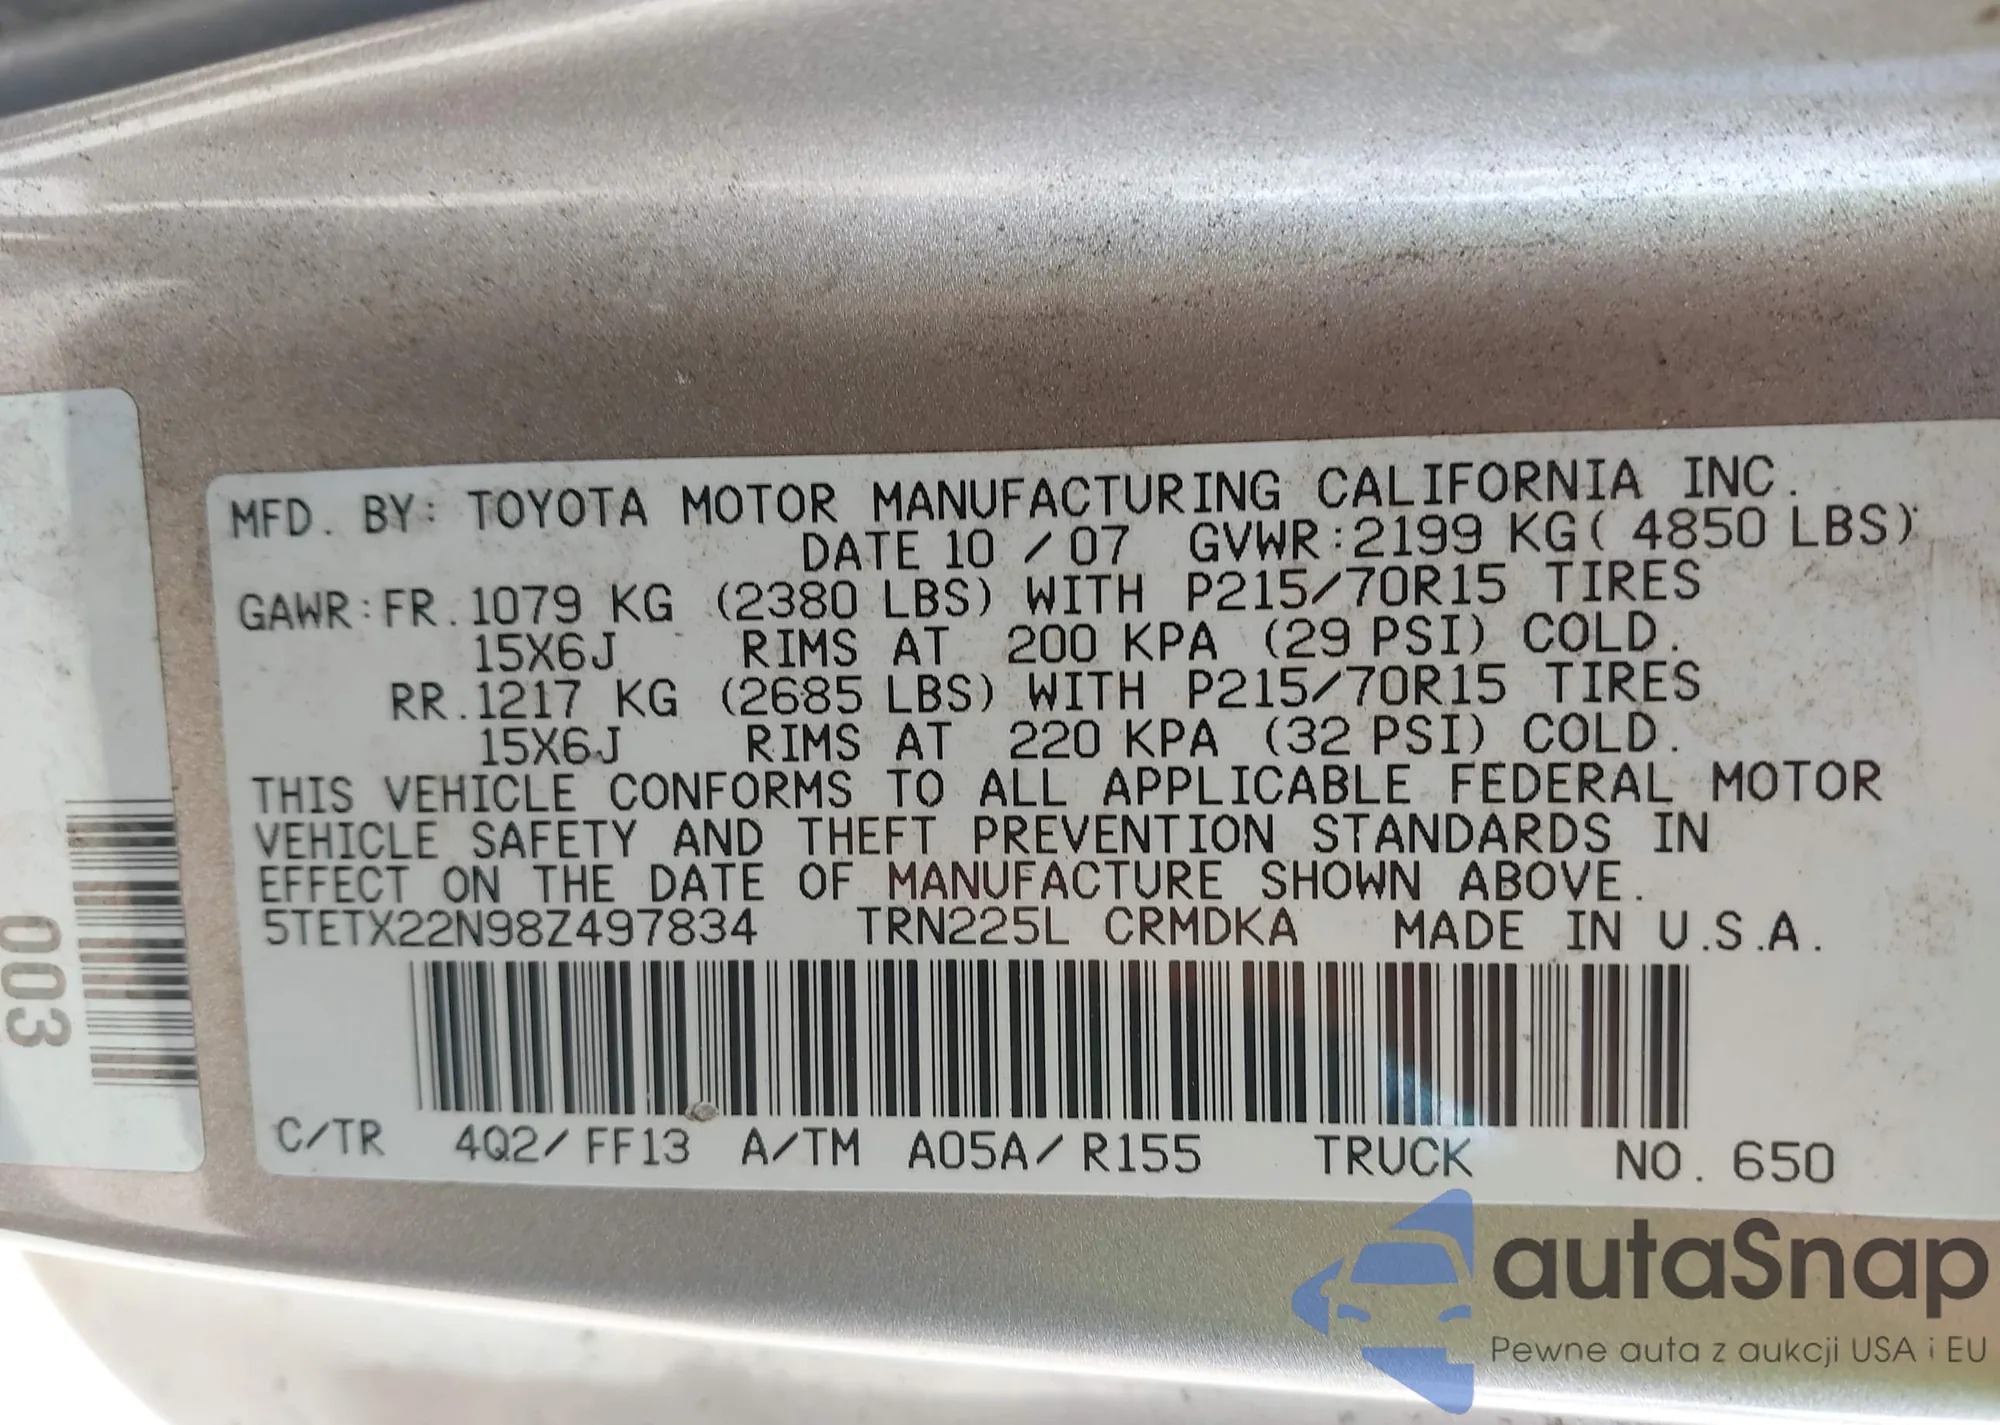 MFD. BY: TOYOTA MOTOR MANUFACTURING CALIFORNIA INC.
DATE 10 / 07 GVWR:2199 KG( 4850 LBS)
GAWR:FR.1079 KG (2380 LBS) WITH P215/70R15 TIRES
15X6J RIMS AT 200 KPA (29 PSI) COLD.
RR.1217 KG (2685 LBS) WITH P215/70R15 TIRES
15X6J RIMS AT 220 KPA (32 PSI) COLD.
THIS VEHICLE CONFORMS TO ALL APPLICABLE FEDERAL MOTOR
VEHICLE SAFETY AND THEFT PREVENTION STANDARDS IN
EFFECT ON THE DATE OF MANUFACTURE SHOWN ABOVE.
5TETX22N98Z497834 TRN225L CRMDKA MADE IN U.S.A.
C/TR 4Q2/FF13 A/TM A05A/R155 TRUCK NO. 650
003
autaSnap
Pewne auta z aukcji USA i EU